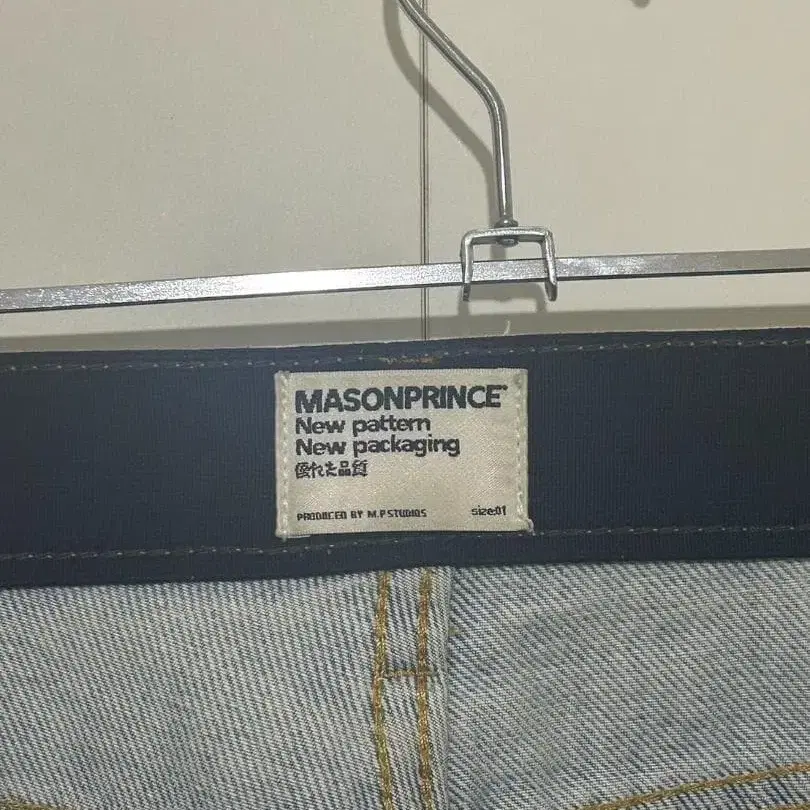 MASONPRINCE
New pattern
New packaging
優れた品質
PRODUCED BY M.P STUDIOS size:01